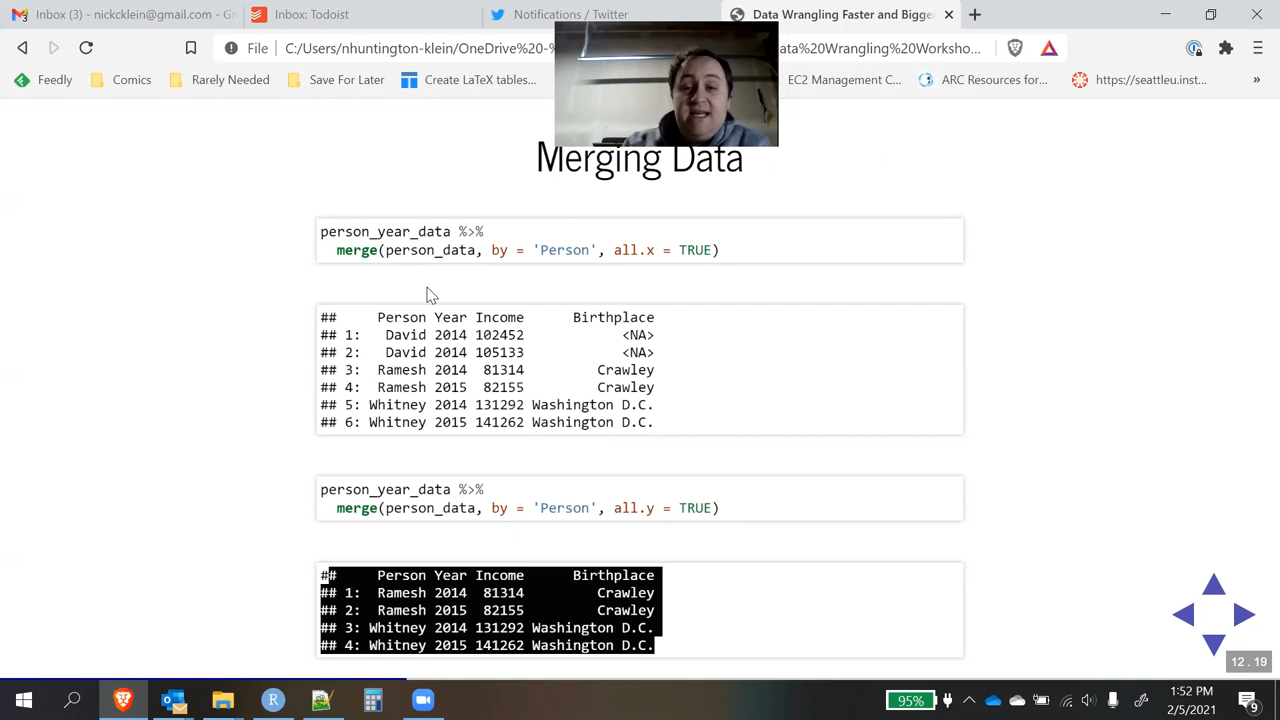 Inbox (3) - nickcklein@gmail.com - Gn
Inbox: Todoist
Notifications / Twitter
Data Wrangling Faster and Bigger
File
C:/Users/nhuntington-klein/OneDrive%20-%
ata%20Wrangling%20Worksho...
Feedly
Comics
Rarely Needed
Save For Later
Create LaTeX tables...
EC2 Management C...
ARC Resources for...
https://seattleu.inst...
»
Merging Data
person_year_data %>%
merge(person_data, by = 'Person', all.x = TRUE)
## Person Year Income Birthplace
## 1: David 2014 102452 <NA>
## 2: David 2014 105133 <NA>
## 3: Ramesh 2014 81314 Crawley
## 4: Ramesh 2015 82155 Crawley
## 5: Whitney 2014 131292 Washington D.C.
## 6: Whitney 2015 141262 Washington D.C.
person_year_data %>%
merge(person_data, by = 'Person', all.y = TRUE)
## Person Year Income Birthplace
## 1: Ramesh 2014 81314 Crawley
## 2: Ramesh 2015 82155 Crawley
## 3: Whitney 2014 131292 Washington D.C.
## 4: Whitney 2015 141262 Washington D.C.
12.19
95%
1:52 PM
2/5/2021
9